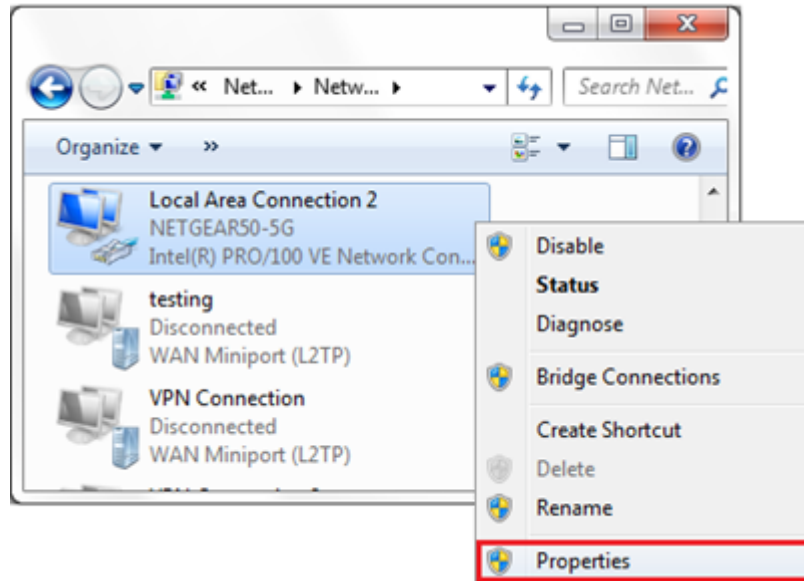 « Net... Netw...
Search Net...
Organize »
Local Area Connection 2
NETGEAR50-5G
Intel(R) PRO/100 VE Network Con...
testing
Disconnected
WAN Miniport (L2TP)
VPN Connection
Disconnected
WAN Miniport (L2TP)
Disable
Status
Diagnose
Bridge Connections
Create Shortcut
Delete
Rename
Properties